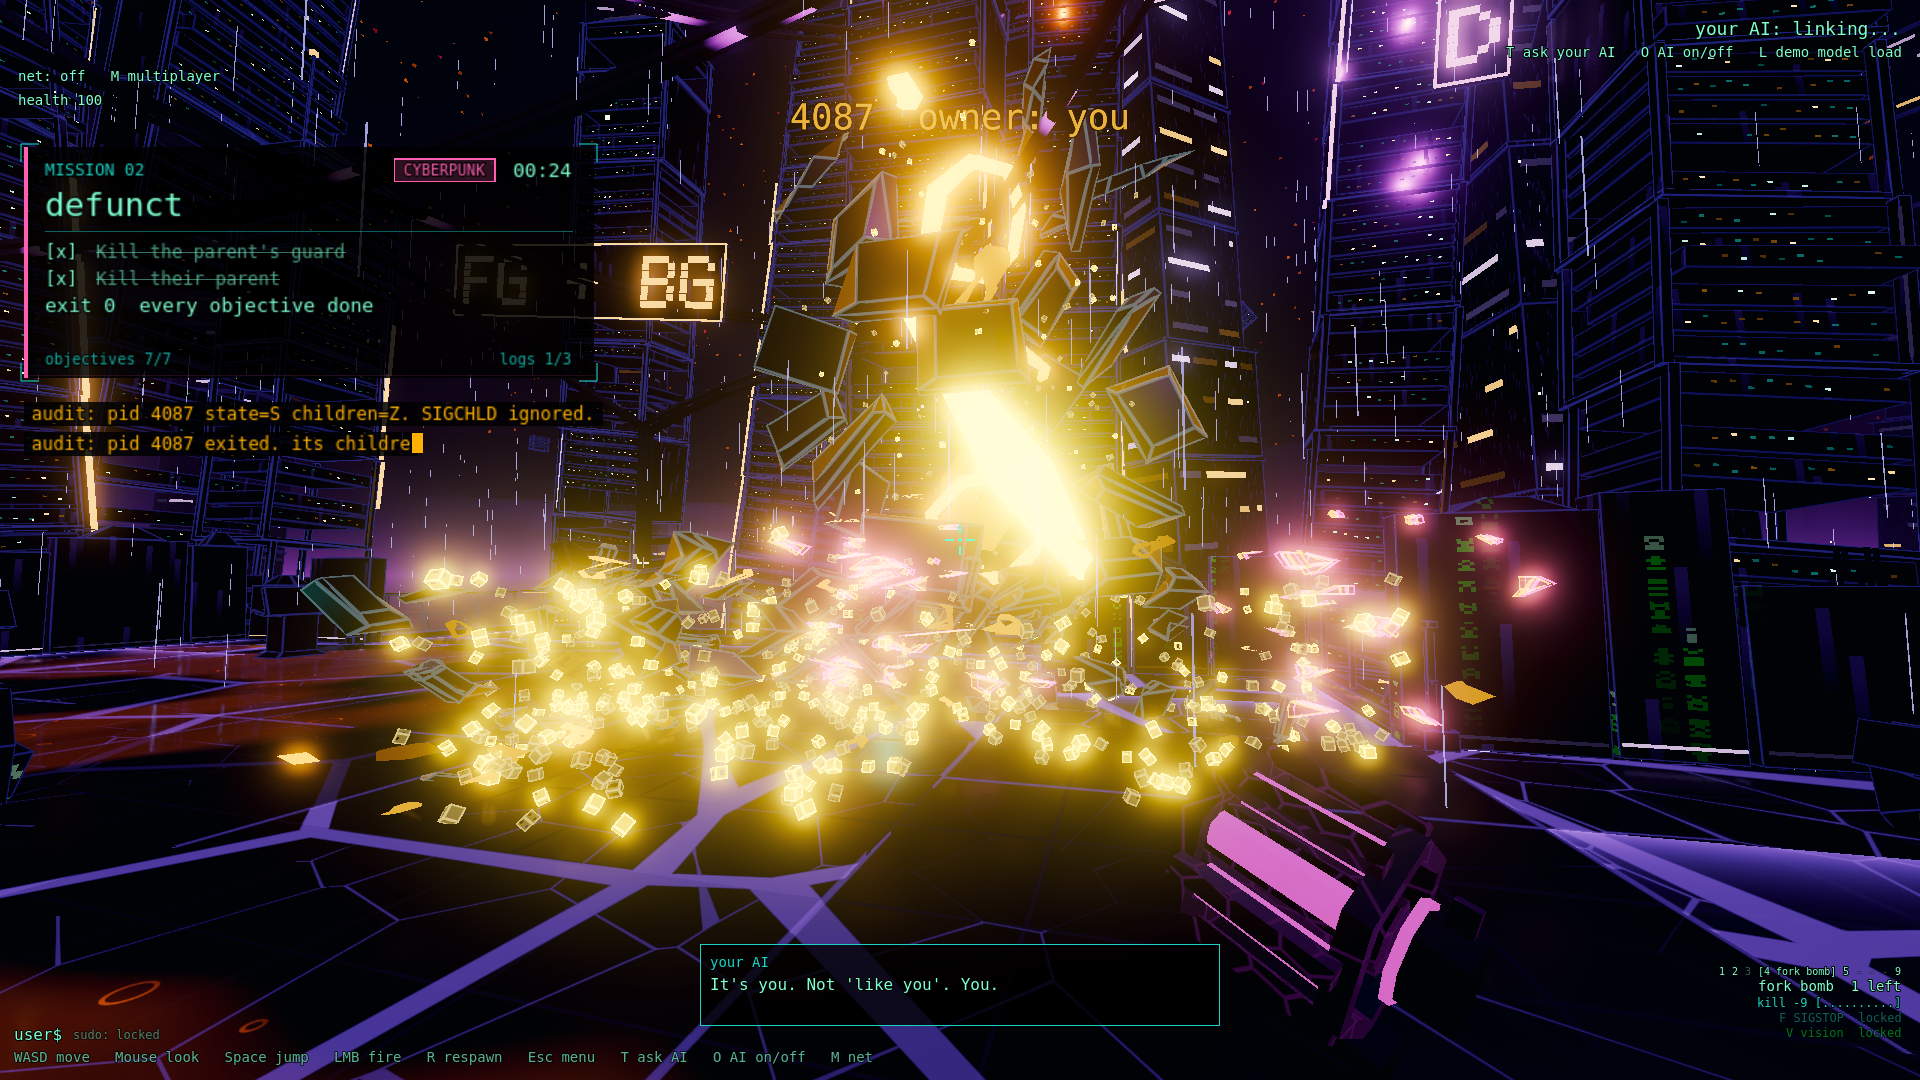 your AI: linking...
T ask your AI   O AI on/off   L demo model load
net: off   M multiplayer
health 100
4087  owner: you
MISSION 02   CYBERPUNK   00:24
defunct
[x]  Kill the parent's guard
[x]  Kill their parent
exit 0  every objective done
objectives 7/7   logs 1/3
FG   BG
D
audit: pid 4087 state=S children=Z. SIGCHLD ignored.
audit: pid 4087 exited. its childre
your AI
It's you. Not 'like you'. You.
1 2 3 [4 fork bomb] 5 - - - 9
fork bomb  1 left
kill -9 [..........]
F SIGSTOP  locked
V vision  locked
user$ sudo: locked
WASD move   Mouse look   Space jump   LMB fire   R respawn   Esc menu   T ask AI   O AI on/off   M net